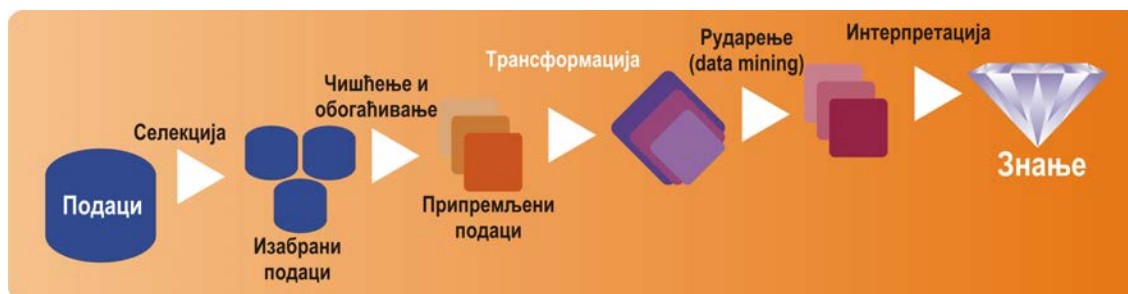 Подаци
Селекција
Изабрани
подаци
Чишћење и
обогаћивање
Припремљени
подаци
Трансформација
Рударење
(data mining)
Интерпретација
Знање